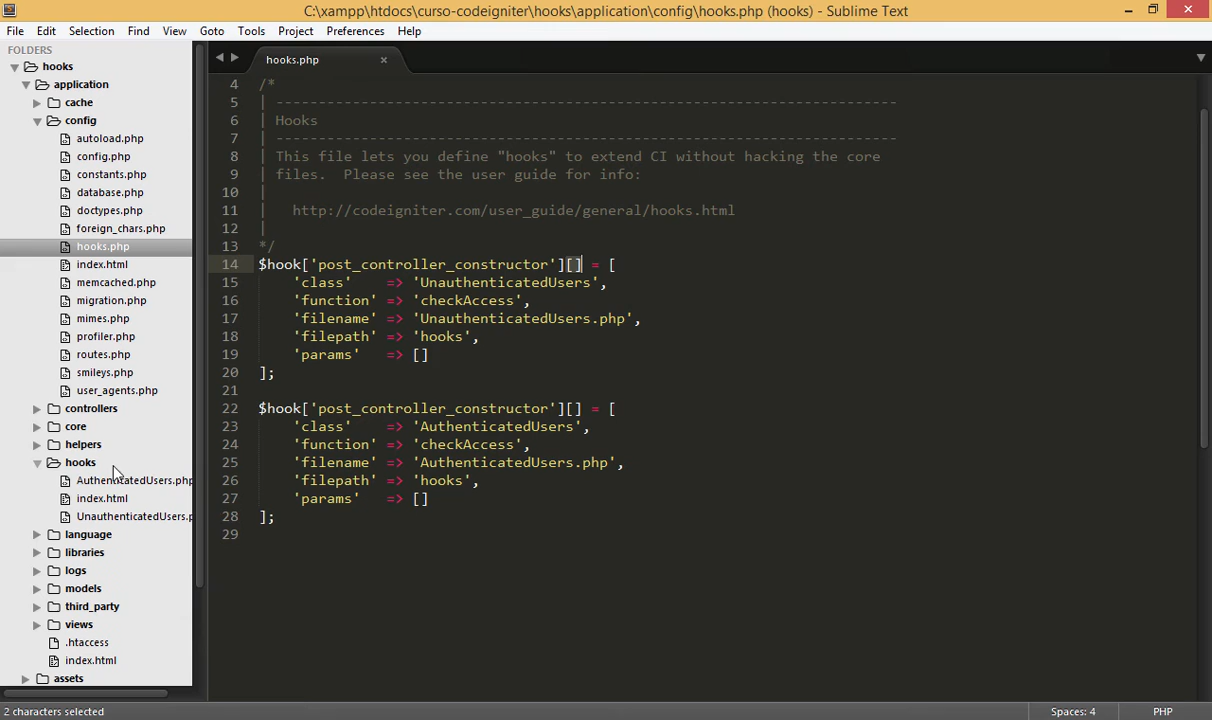 C:\xampp\htdocs\curso-codeigniter\hooks\application\config\hooks.php (hooks) - Sublime Text
File Edit Selection Find View Goto Tools Project Preferences Help
FOLDERS
hooks
application
cache
config
autoload.php
config.php
constants.php
database.php
doctypes.php
foreign_chars.php
hooks.php
index.html
memcached.php
migration.php
mimes.php
profiler.php
routes.php
smileys.php
user_agents.php
controllers
core
helpers
hooks
AuthenticatedUsers.php
index.html
UnauthenticatedUsers.p
language
libraries
logs
models
third_party
views
.htaccess
index.html
assets
hooks.php ×
4 /*
5 | -------------------------------------------------------------------------
6 | Hooks
7 | -------------------------------------------------------------------------
8 | This file lets you define "hooks" to extend CI without hacking the core
9 | files.  Please see the user guide for info:
10 |
11 |   http://codeigniter.com/user_guide/general/hooks.html
12 |
13 */
14 $hook['post_controller_constructor'][] = [
15     'class'    => 'UnauthenticatedUsers',
16     'function' => 'checkAccess',
17     'filename' => 'UnauthenticatedUsers.php',
18     'filepath' => 'hooks',
19     'params'   => []
20 ];
21
22 $hook['post_controller_constructor'][] = [
23     'class'    => 'AuthenticatedUsers',
24     'function' => 'checkAccess',
25     'filename' => 'AuthenticatedUsers.php',
26     'filepath' => 'hooks',
27     'params'   => []
28 ];
29
2 characters selected Spaces: 4 PHP